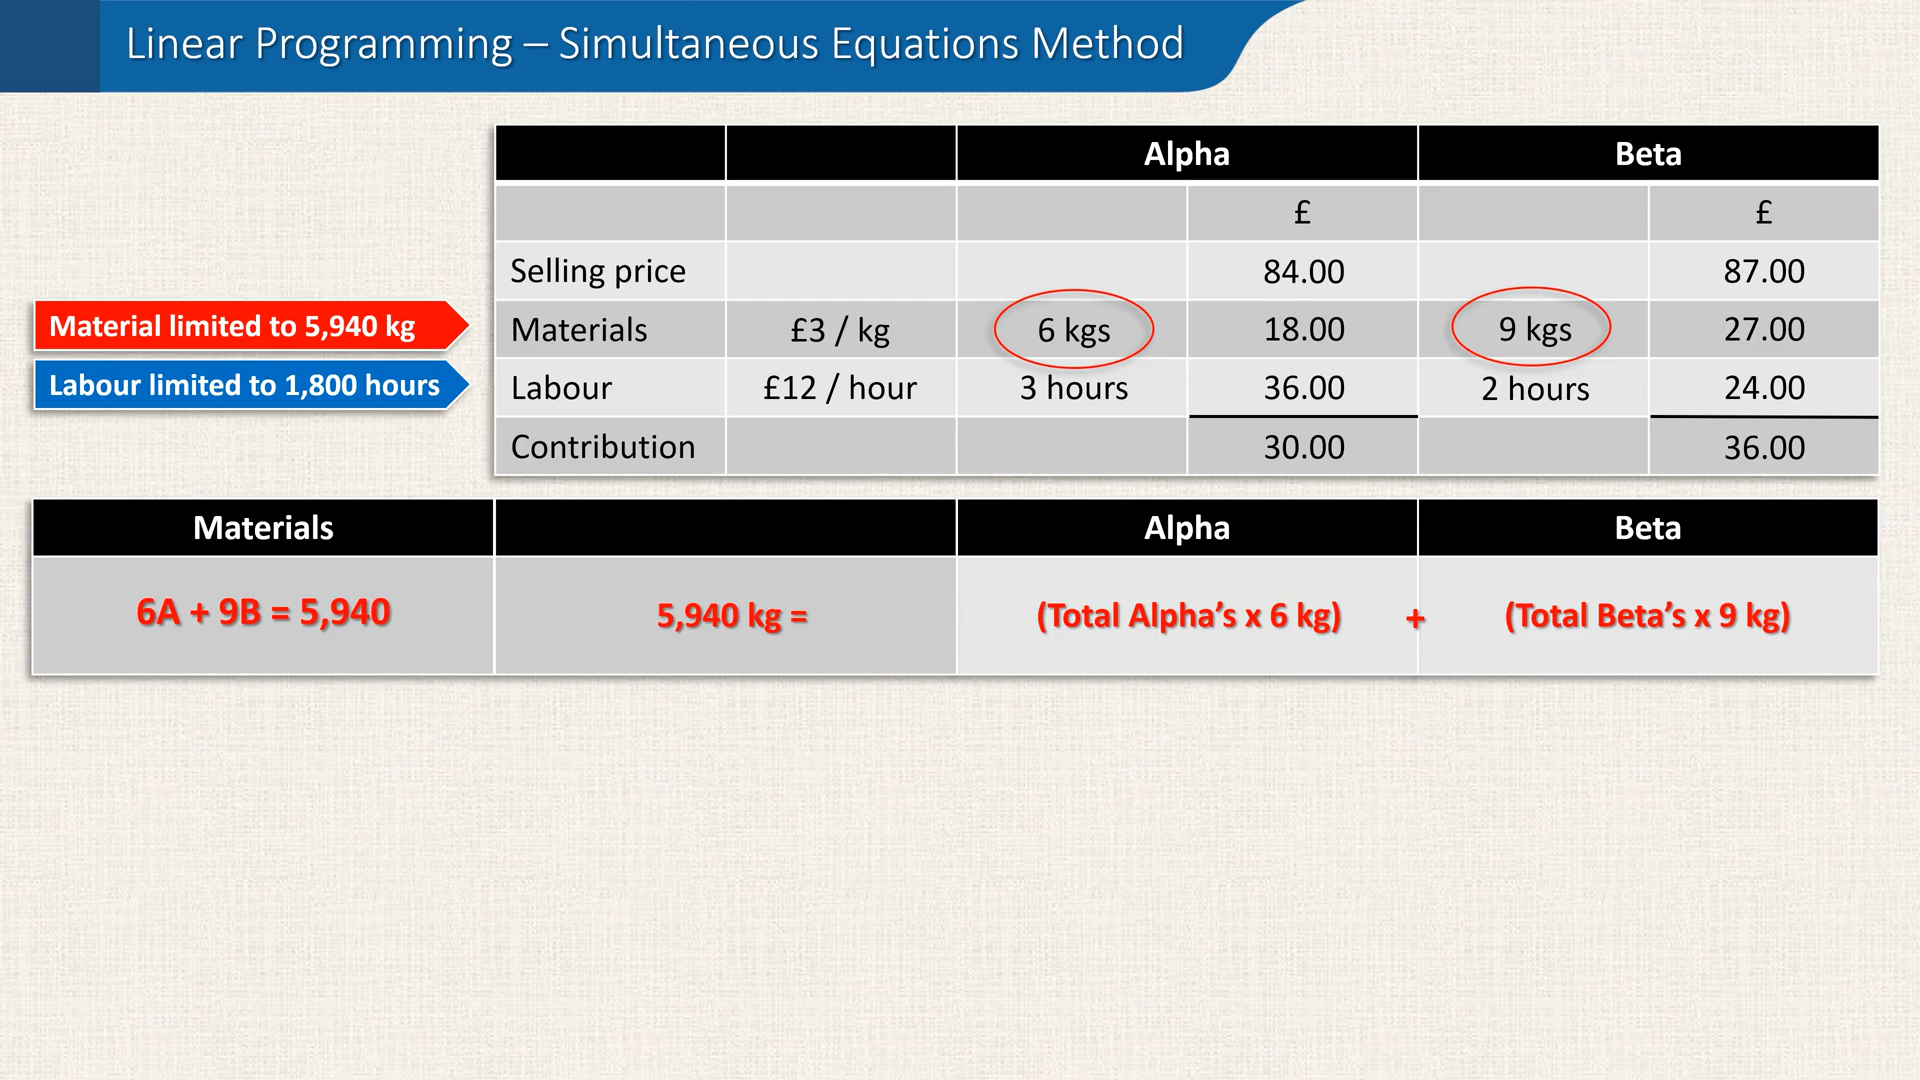 Linear Programming – Simultaneous Equations Method
Alpha Beta
£ £
Selling price 84.00 87.00
Material limited to 5,940 kg
Materials £3 / kg 6 kgs 18.00 9 kgs 27.00
Labour limited to 1,800 hours
Labour £12 / hour 3 hours 36.00 2 hours 24.00
Contribution 30.00 36.00
Materials Alpha Beta
6A + 9B = 5,940 5,940 kg = (Total Alpha’s x 6 kg) + (Total Beta’s x 9 kg)